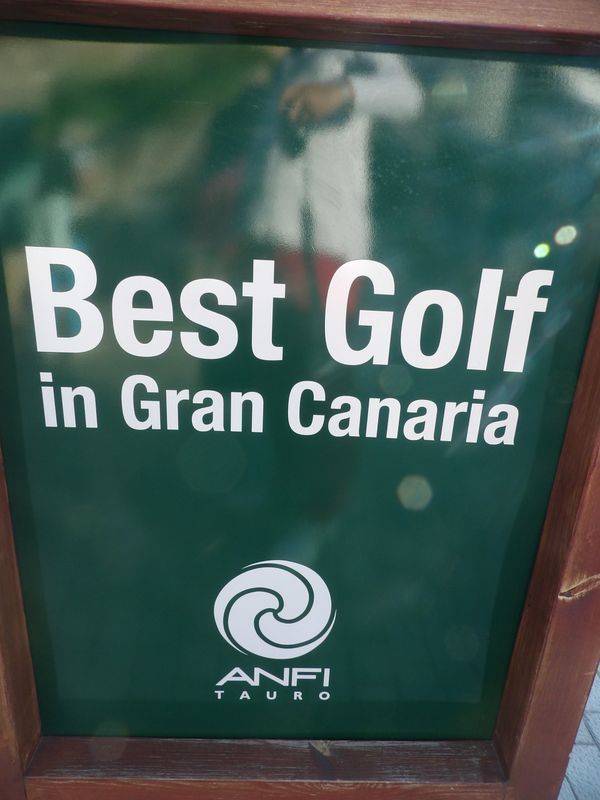 Best Golf
in Gran Canaria
ANFI
TAURO